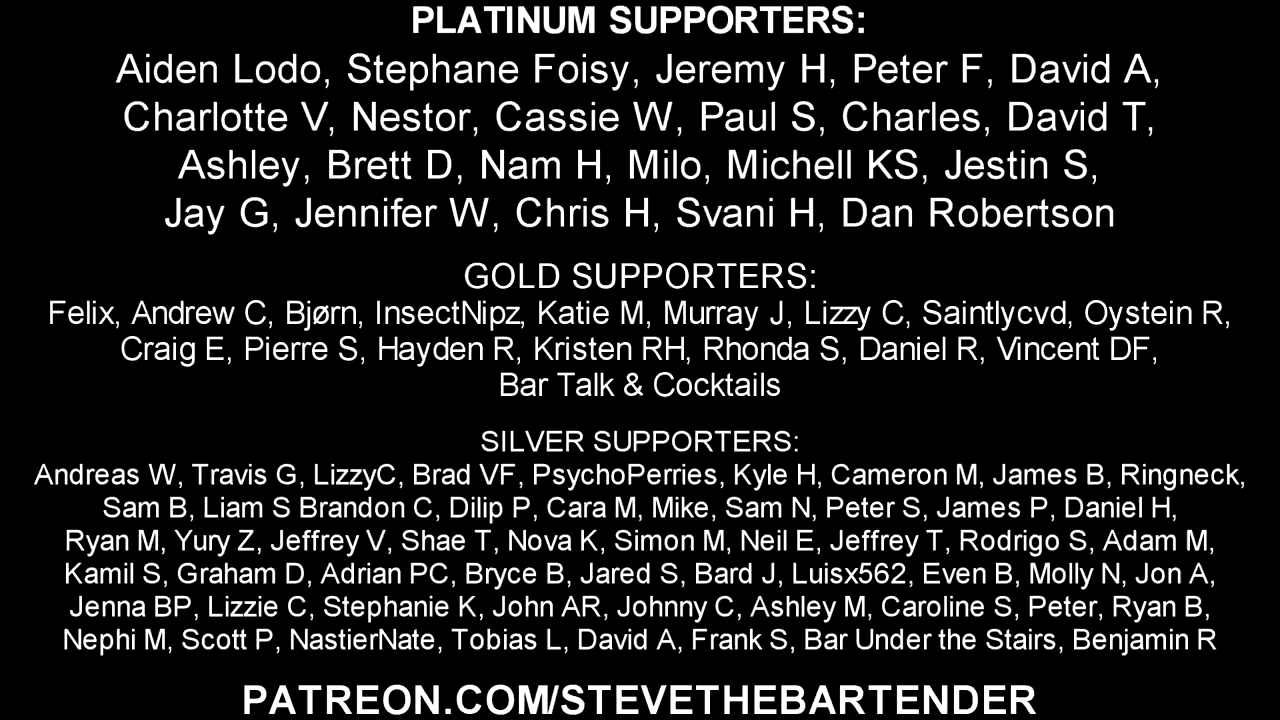 PLATINUM SUPPORTERS:
Aiden Lodo, Stephane Foisy, Jeremy H, Peter F, David A,
Charlotte V, Nestor, Cassie W, Paul S, Charles, David T,
Ashley, Brett D, Nam H, Milo, Michell KS, Jestin S,
Jay G, Jennifer W, Chris H, Svani H, Dan Robertson
GOLD SUPPORTERS:
Felix, Andrew C, Bjørn, InsectNipz, Katie M, Murray J, Lizzy C, Saintlycvd, Oystein R,
Craig E, Pierre S, Hayden R, Kristen RH, Rhonda S, Daniel R, Vincent DF,
Bar Talk & Cocktails
SILVER SUPPORTERS:
Andreas W, Travis G, LizzyC, Brad VF, PsychoPerries, Kyle H, Cameron M, James B, Ringneck,
Sam B, Liam S Brandon C, Dilip P, Cara M, Mike, Sam N, Peter S, James P, Daniel H,
Ryan M, Yury Z, Jeffrey V, Shae T, Nova K, Simon M, Neil E, Jeffrey T, Rodrigo S, Adam M,
Kamil S, Graham D, Adrian PC, Bryce B, Jared S, Bard J, Luisx562, Even B, Molly N, Jon A,
Jenna BP, Lizzie C, Stephanie K, John AR, Johnny C, Ashley M, Caroline S, Peter, Ryan B,
Nephi M, Scott P, NastierNate, Tobias L, David A, Frank S, Bar Under the Stairs, Benjamin R
PATREON.COM/STEVETHEBARTENDER